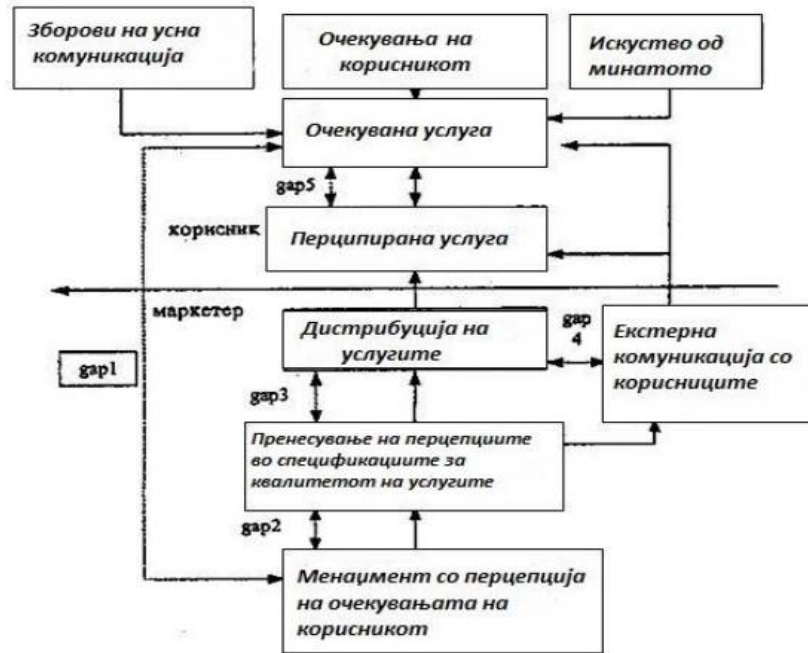 Зборови на усна
комуникација
Очекувања на
корисникот
Искуство од
минатото
Очекувана услуга
gap5
корисник
Перципирана услуга
маркетер
Дистрибуција на
услугите
gap
4
Екстерна
комуникација со
корисниците
gap1
gap3
Пренесување на перцепциите
во спецификациите за
квалитетот на услугите
gap2
Менаџмент со перцепција
на очекувањата на
корисникот